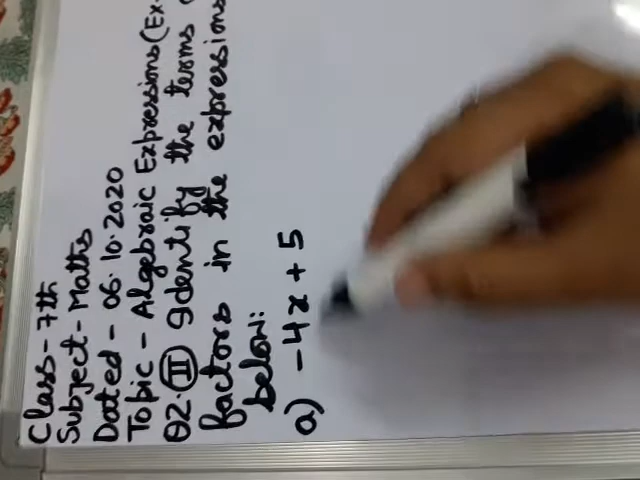 Class - 7th
Subject - Maths
Dated - 06.10.2020
Topic - Algebraic Expressions (Ex-
Q2. (II) Identify the terms
factors in the expressions
below:
a) -4x + 5